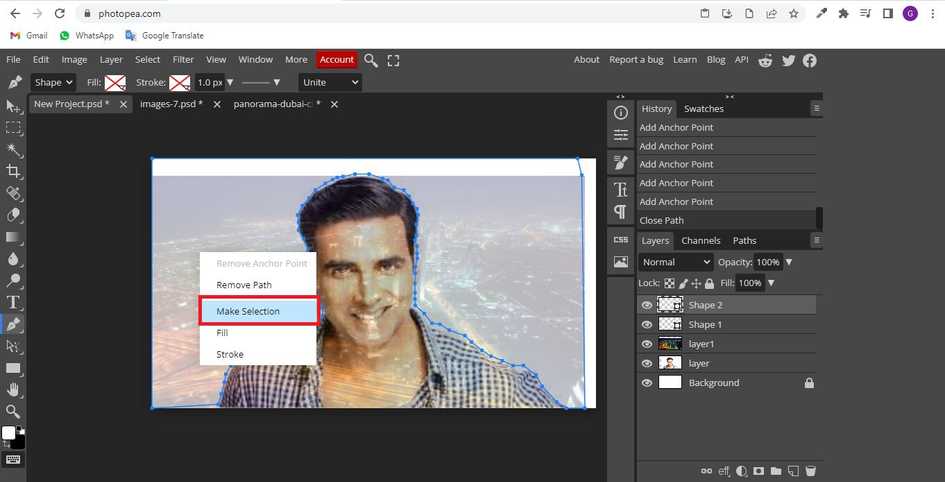 photopea.com
G
Gmail WhatsApp Google Translate
File Edit Image Layer Select Filter View Window More Account About Report a bug Learn Blog API
Shape Fill: Stroke: 1.0 px Unite
New Project.psd * images-7.psd * panorama-dubai-c *
History Swatches
Add Anchor Point
Add Anchor Point
Add Anchor Point
Add Anchor Point
Add Anchor Point
Close Path
CSS
Layers Channels Paths
Normal Opacity: 100%
Lock: Fill: 100%
Shape 2
Shape 1
layer1
layer
Background
eff
Remove Anchor Point
Remove Path
Make Selection
Fill
Stroke